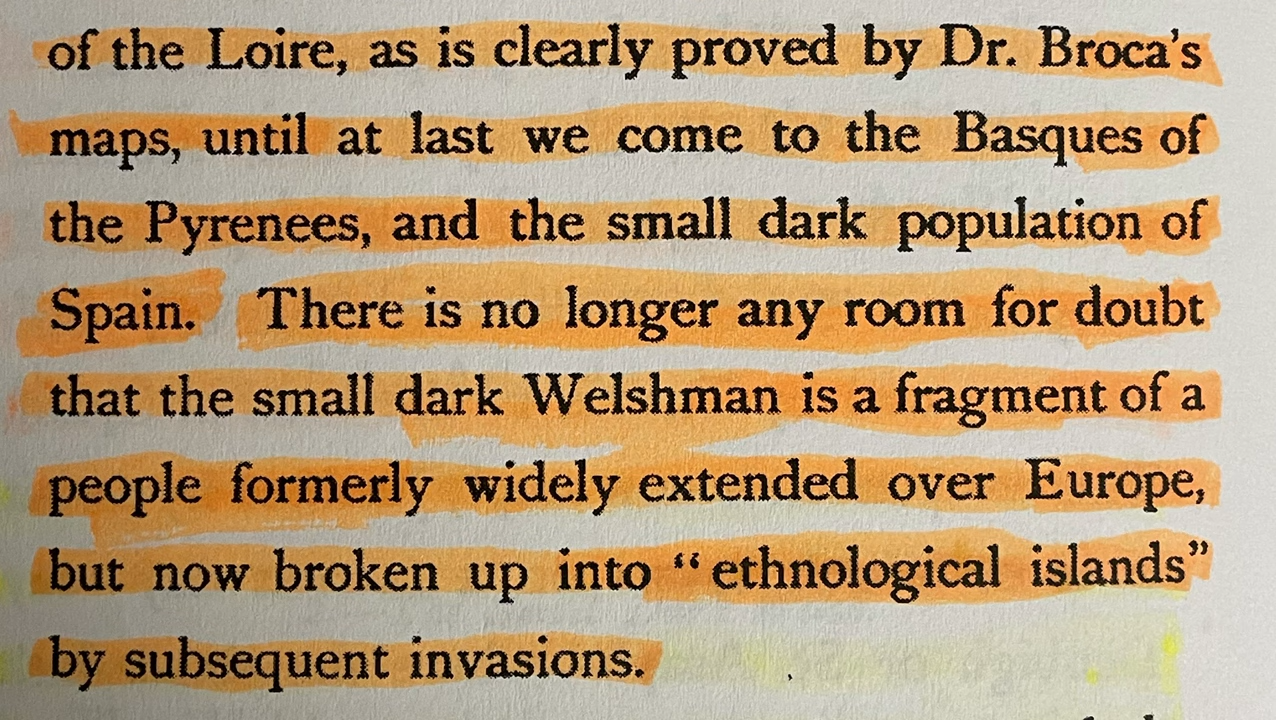 of the Loire, as is clearly proved by Dr. Broca’s
maps, until at last we come to the Basques of
the Pyrenees, and the small dark population of
Spain. There is no longer any room for doubt
that the small dark Welshman is a fragment of a
people formerly widely extended over Europe,
but now broken up into “ethnological islands”
by subsequent invasions.